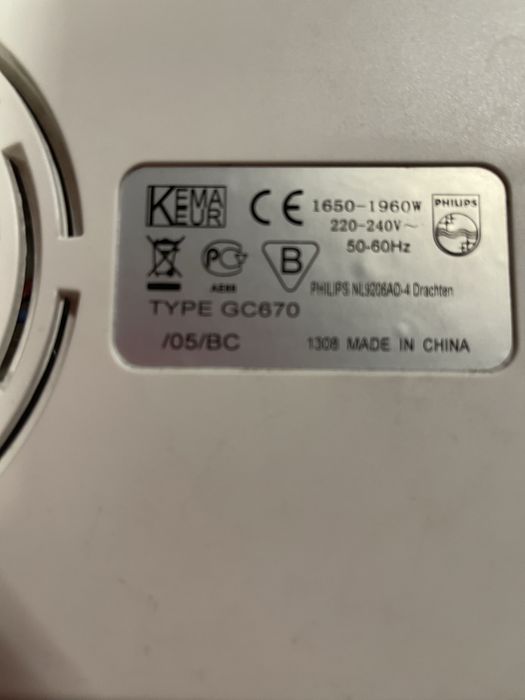 KEMA
KEUR
CE
1650-1960W
220-240V~
50-60Hz
PHILIPS
B
PHILIPS NL9206AD-4 Drachten
TYPE GC670
/05/BC
1308 MADE IN CHINA